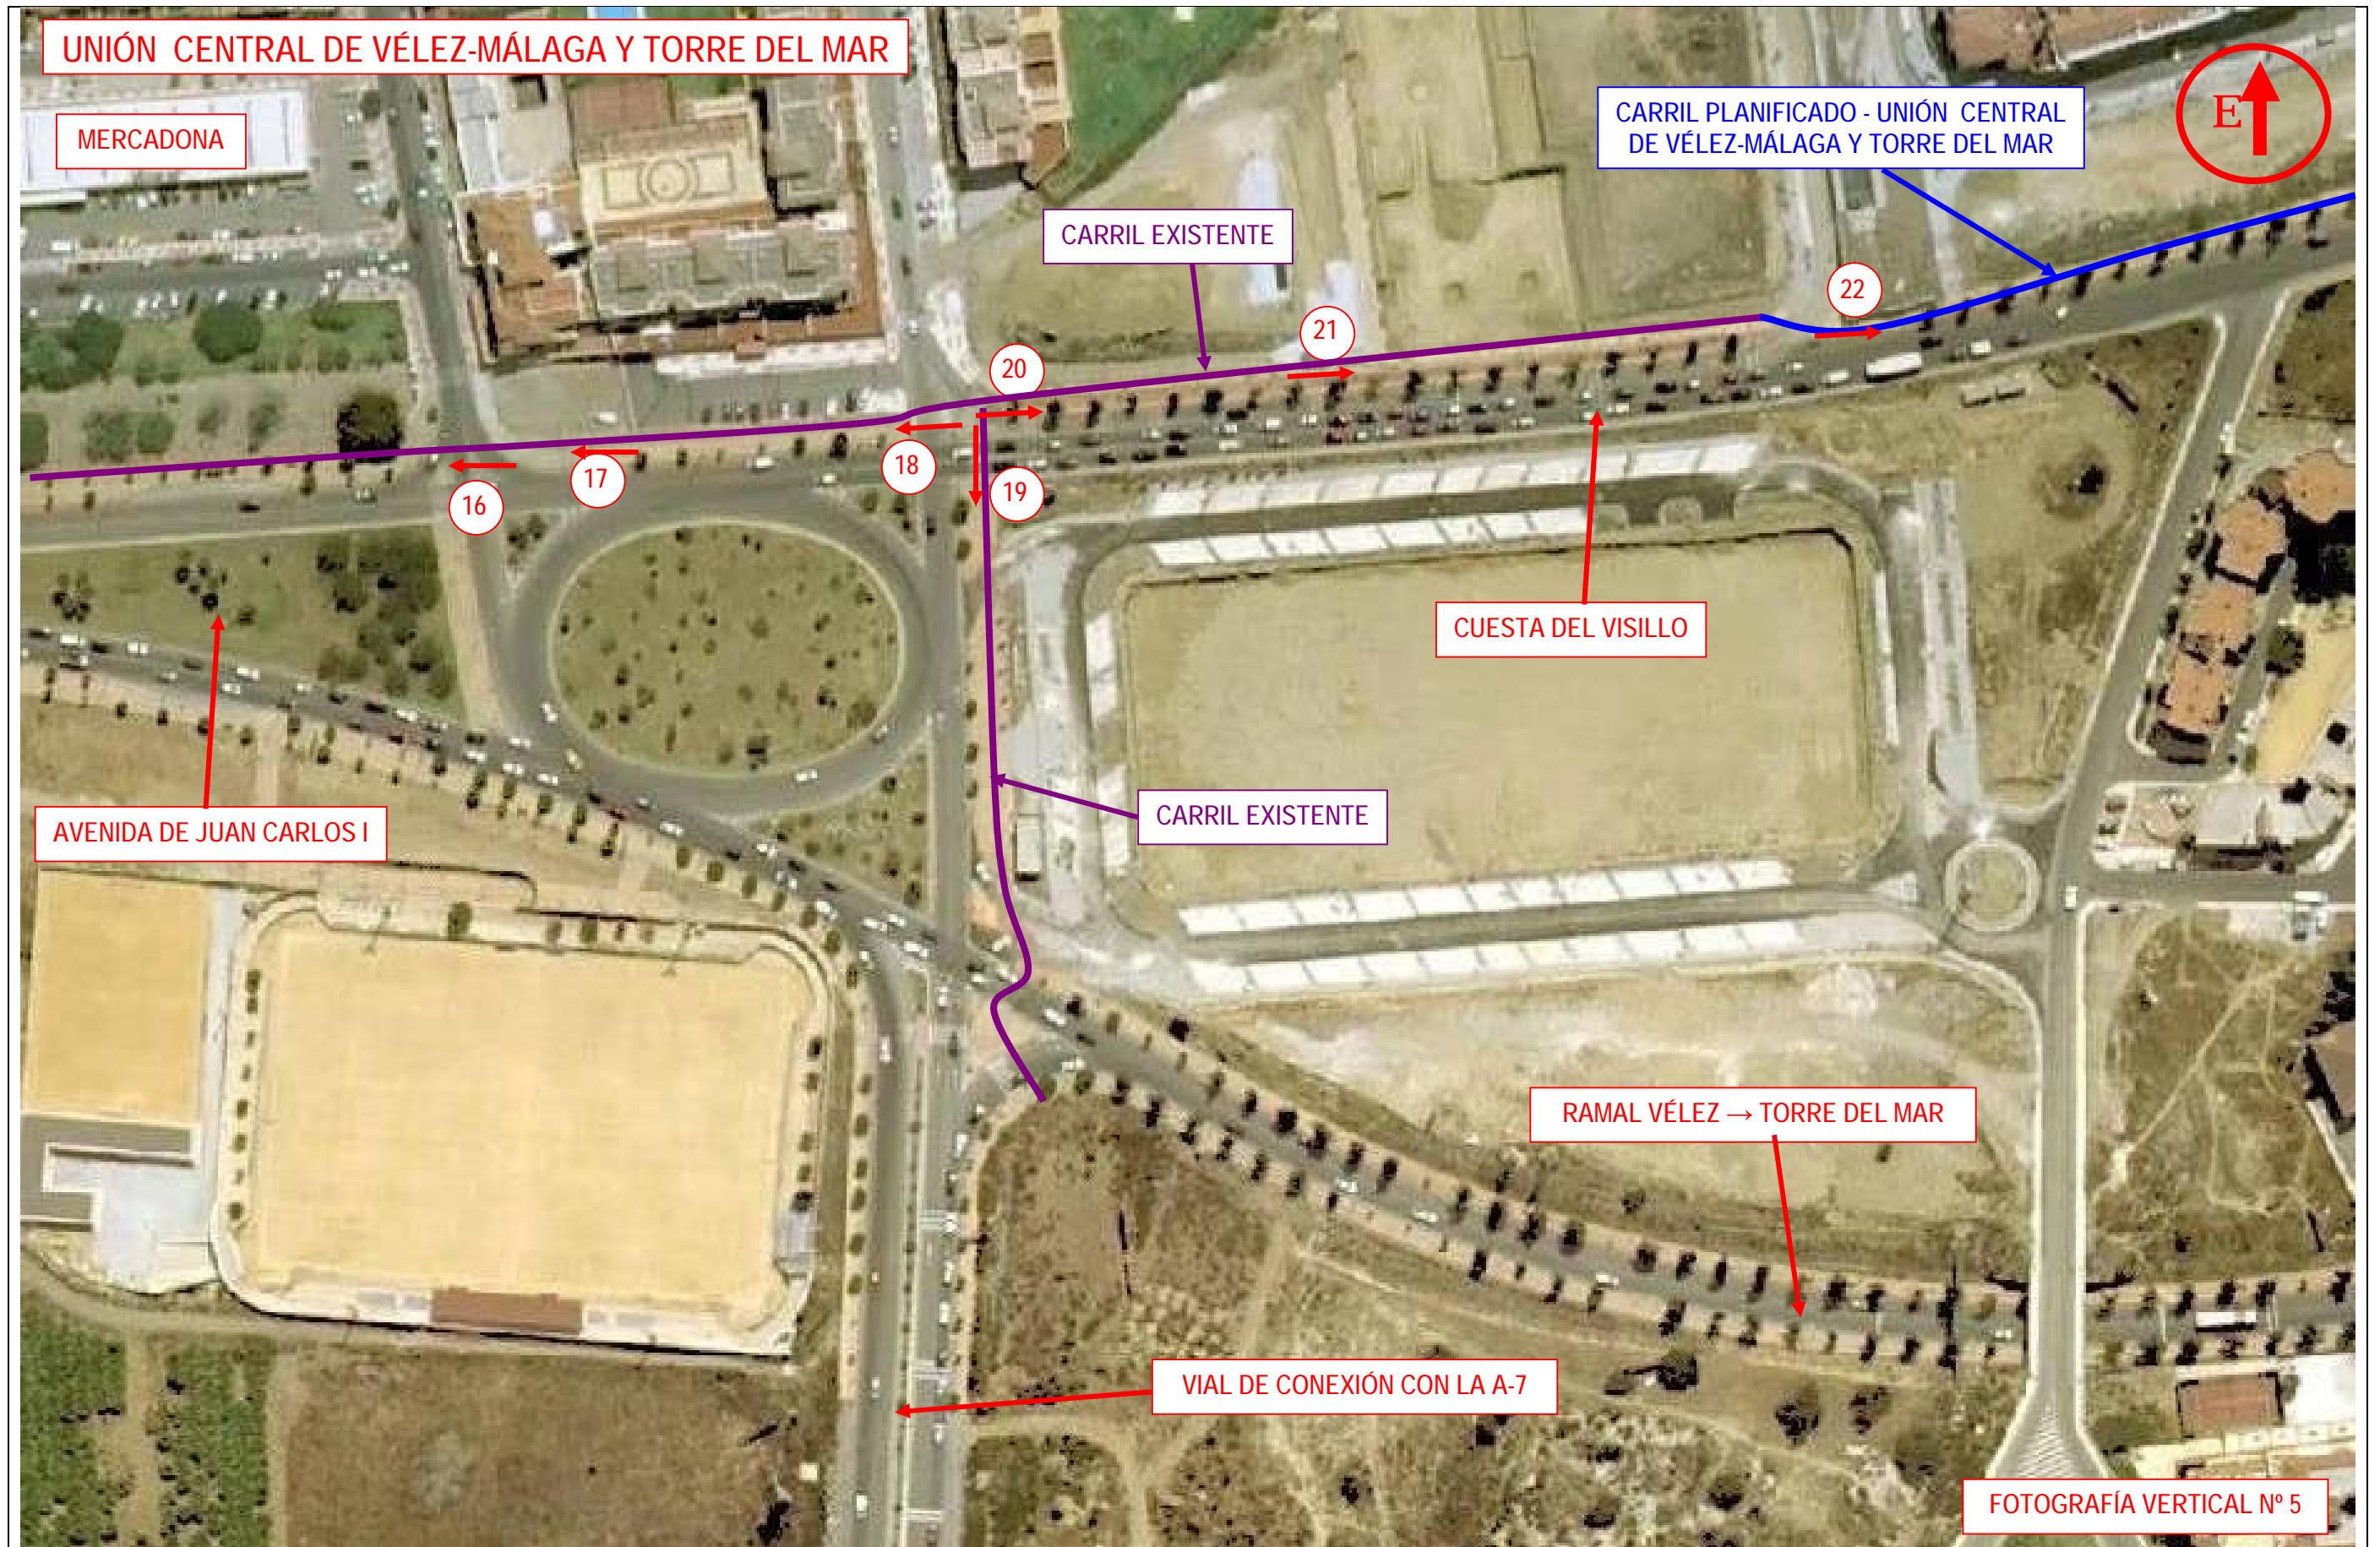 UNIÓN CENTRAL DE VÉLEZ-MÁLAGA Y TORRE DEL MAR
MERCADONA
CARRIL PLANIFICADO - UNIÓN CENTRAL
DE VÉLEZ-MÁLAGA Y TORRE DEL MAR
E
CARRIL EXISTENTE
22
21
20
18
17
16
19
CUESTA DEL VISILLO
AVENIDA DE JUAN CARLOS I
CARRIL EXISTENTE
RAMAL VÉLEZ → TORRE DEL MAR
VIAL DE CONEXIÓN CON LA A-7
FOTOGRAFÍA VERTICAL Nº 5